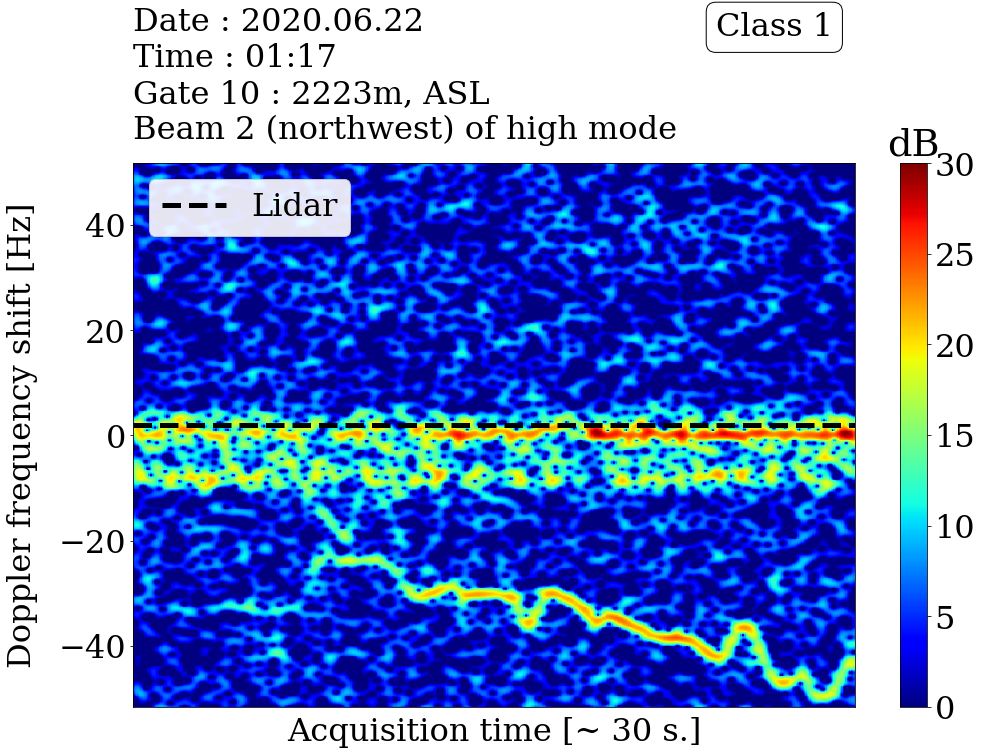 Date : 2020.06.22
Time : 01:17
Gate 10 : 2223m, ASL
Beam 2 (northwest) of high mode
Class 1
dB
Lidar
Doppler frequency shift [Hz]
40
20
0
−20
−40
Acquisition time [~ 30 s.]
30
25
20
15
10
5
0